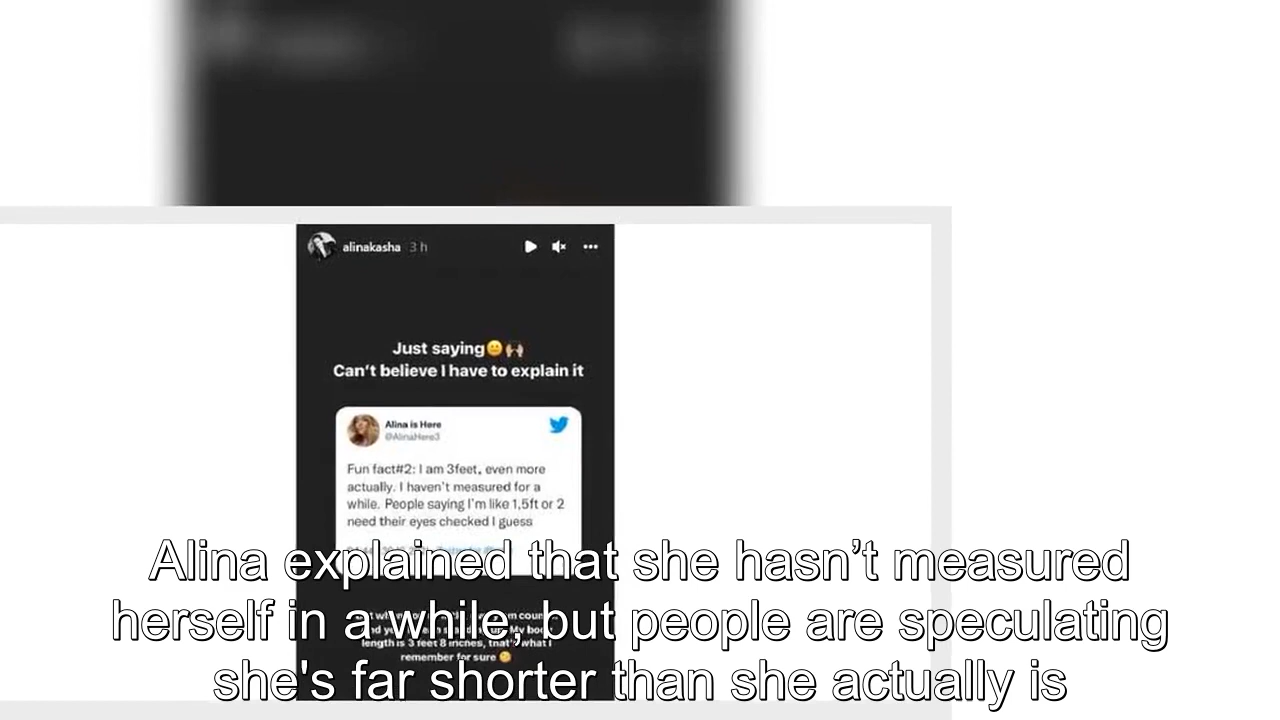 alinakasha 3 h
Just saying😐🙌🏽
Can't believe I have to explain it
Alina is Here
@AlinaHere3
Fun fact#2: I am 3feet, even more
actually. I haven't measured for a
while. People saying I'm like 1,5ft or 2
need their eyes checked I guess
length is 3 feet 8 inches, that's what I
remember for sure 🧐
Alina explained that she hasn’t measured
herself in a while, but people are speculating
she's far shorter than she actually is